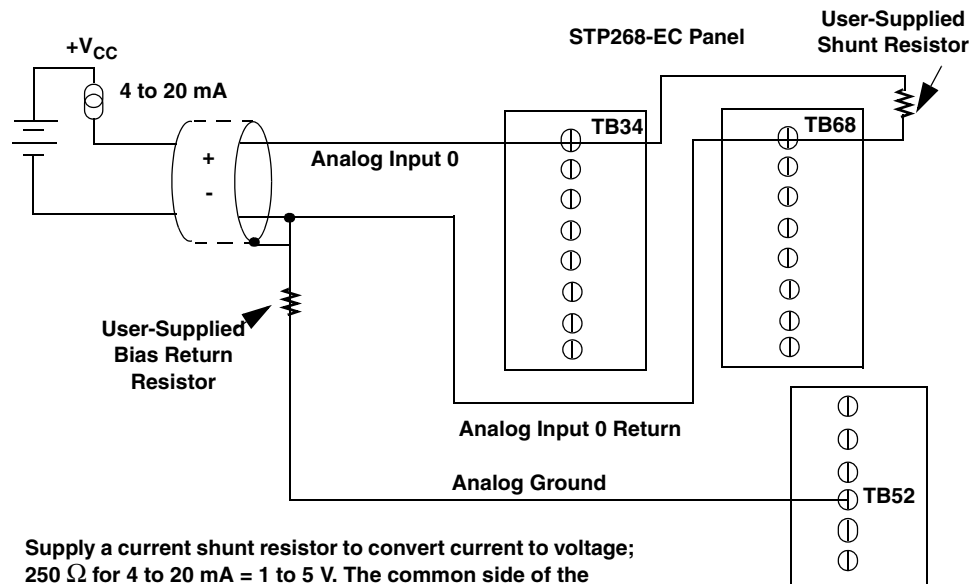 +VCC
4 to 20 mA
STP268-EC Panel
User-Supplied
Shunt Resistor
TB34
TB68
+
-
Analog Input 0
User-Supplied
Bias Return
Resistor
Analog Input 0 Return
Analog Ground
TB52
Supply a current shunt resistor to convert current to voltage;
250 Ω for 4 to 20 mA = 1 to 5 V. The common side of the